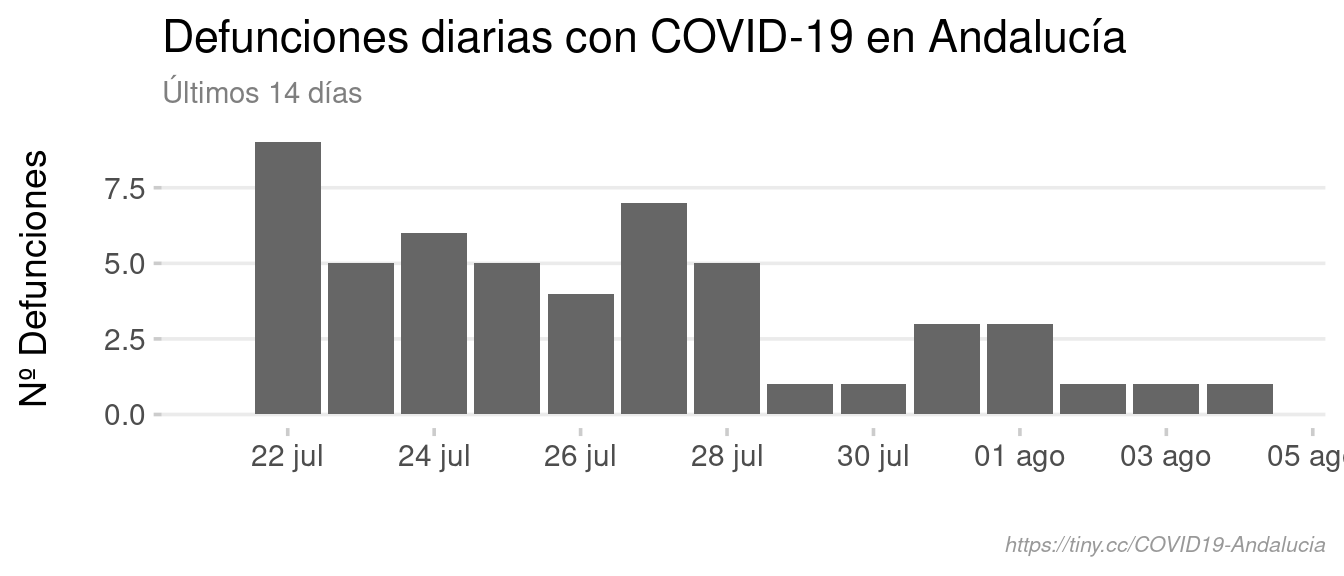 Defunciones diarias con COVID-19 en Andalucía
Últimos 14 días
Nº Defunciones
7.5
5.0
2.5
0.0
22 jul 24 jul 26 jul 28 jul 30 jul 01 ago 03 ago 05 ag
https://tiny.cc/COVID19-Andalucia